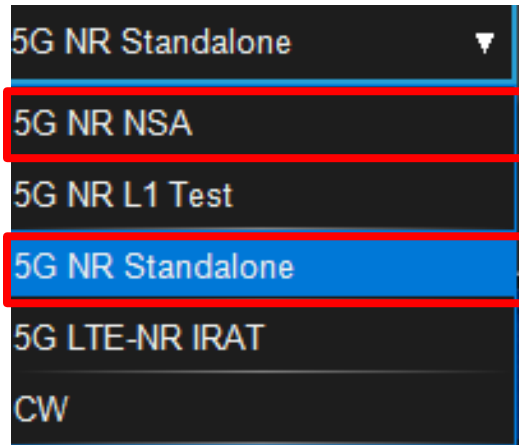 5G NR Standalone
5G NR NSA
5G NR L1 Test
5G NR Standalone
5G LTE-NR IRAT
CW